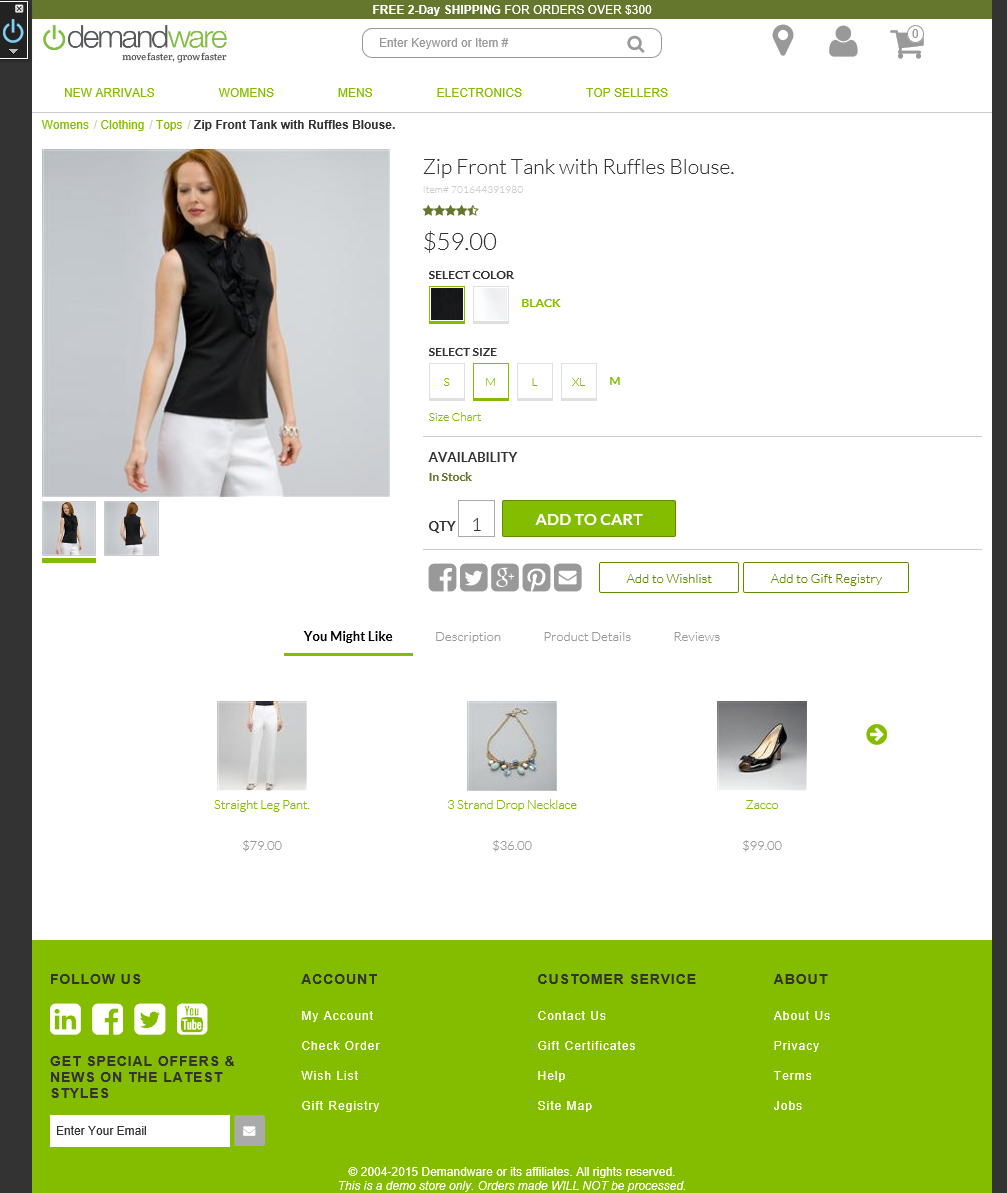 FREE 2-Day SHIPPING FOR ORDERS OVER $300
demandware
move faster, grow faster
Enter Keyword or Item #
0
NEW ARRIVALS WOMENS MENS ELECTRONICS TOP SELLERS
Womens / Clothing / Tops / Zip Front Tank with Ruffles Blouse.
Zip Front Tank with Ruffles Blouse.
Item# 701644391980
$59.00
SELECT COLOR
BLACK
SELECT SIZE
S M L XL M
Size Chart
AVAILABILITY
In Stock
QTY 1 ADD TO CART
g+ Add to Wishlist Add to Gift Registry
You Might Like Description Product Details Reviews
Straight Leg Pant. 3 Strand Drop Necklace Zacco
$79.00 $36.00 $99.00
FOLLOW US
in You Tube
GET SPECIAL OFFERS &
NEWS ON THE LATEST
STYLES
Enter Your Email
ACCOUNT
My Account
Check Order
Wish List
Gift Registry
CUSTOMER SERVICE
Contact Us
Gift Certificates
Help
Site Map
ABOUT
About Us
Privacy
Terms
Jobs
© 2004-2015 Demandware or its affiliates. All rights reserved.
This is a demo store only. Orders made WILL NOT be processed.